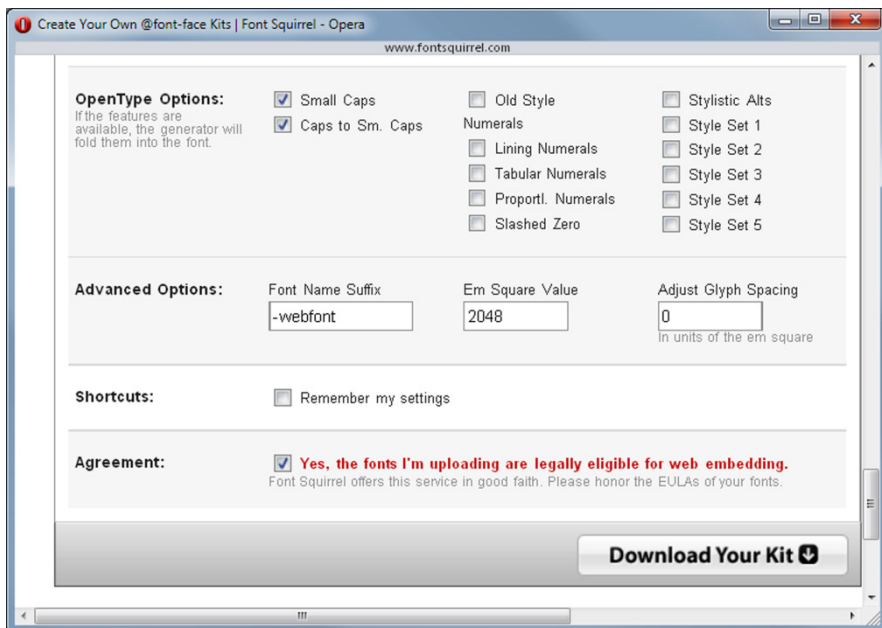 Create Your Own @font-face Kits | Font Squirrel - Opera
www.fontsquirrel.com
OpenType Options:
If the features are
available, the generator will
fold them into the font.
Small Caps
Caps to Sm. Caps
Old Style
Numerals
Lining Numerals
Tabular Numerals
Proportl. Numerals
Slashed Zero
Stylistic Alts
Style Set 1
Style Set 2
Style Set 3
Style Set 4
Style Set 5
Advanced Options:
Font Name Suffix
-webfont
Em Square Value
2048
Adjust Glyph Spacing
0
In units of the em square
Shortcuts:
Remember my settings
Agreement:
Yes, the fonts I'm uploading are legally eligible for web embedding.
Font Squirrel offers this service in good faith. Please honor the EULAs of your fonts.
Download Your Kit